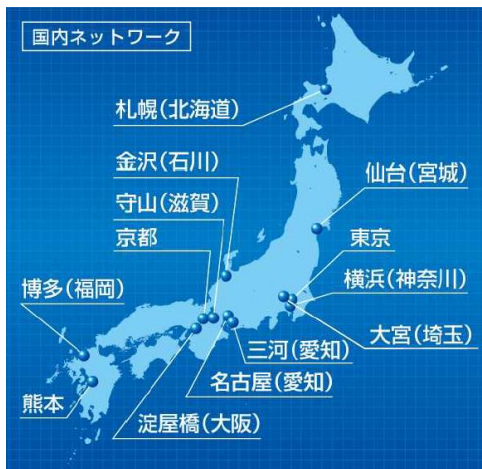 国内ネットワーク
札幌(北海道)
金沢(石川)
仙台(宮城)
守山(滋賀)
京都
東京
横浜(神奈川)
博多(福岡)
大宮(埼玉)
三河(愛知)
名古屋(愛知)
熊本
淀屋橋(大阪)